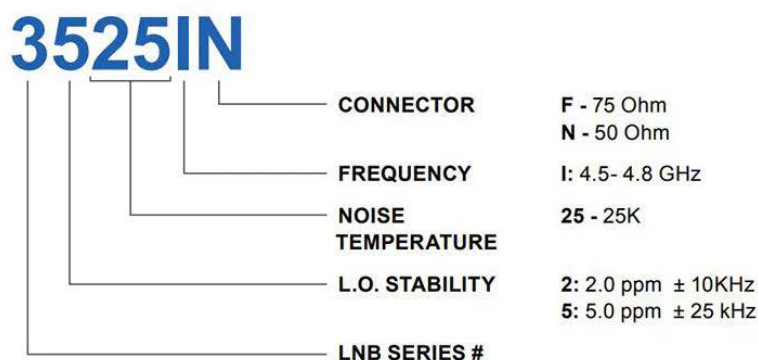 3525IN
CONNECTOR F - 75 Ohm
N - 50 Ohm
FREQUENCY I: 4.5- 4.8 GHz
NOISE 25 - 25K
TEMPERATURE
L.O. STABILITY 2: 2.0 ppm ± 10KHz
5: 5.0 ppm ± 25 kHz
LNB SERIES #